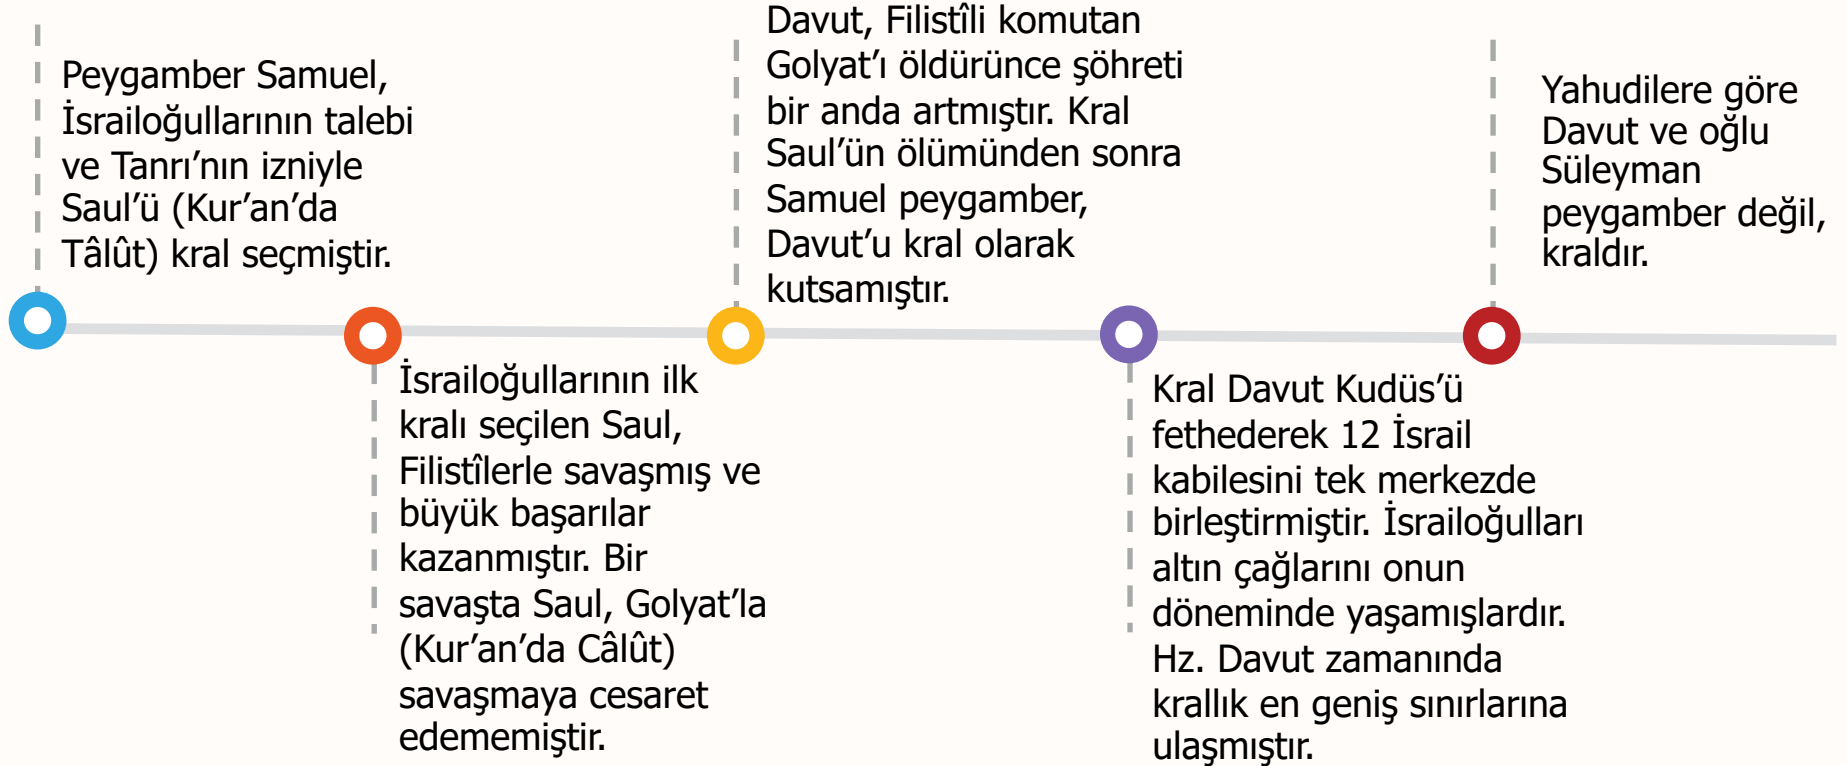 Peygamber Samuel,
İsrailoğullarının talebi
ve Tanrı’nın izniyle
Saul’ü (Kur’an’da
Tâlût) kral seçmiştir.
İsrailoğullarının ilk
kralı seçilen Saul,
Filistîlerle savaşmış ve
büyük başarılar
kazanmıştır. Bir
savaşta Saul, Golyat’la
(Kur’an’da Câlût)
savaşmaya cesaret
edememiştir.
Davut, Filistîli komutan
Golyat’ı öldürünce şöhreti
bir anda artmıştır. Kral
Saul’ün ölümünden sonra
Samuel peygamber,
Davut’u kral olarak
kutsamıştır.
Kral Davut Kudüs’ü
fethederek 12 İsrail
kabilesini tek merkezde
birleştirmiştir. İsrailoğulları
altın çağlarını onun
döneminde yaşamışlardır.
Hz. Davut zamanında
krallık en geniş sınırlarına
ulaşmıştır.
Yahudilere göre
Davut ve oğlu
Süleyman
peygamber değil,
kraldır.